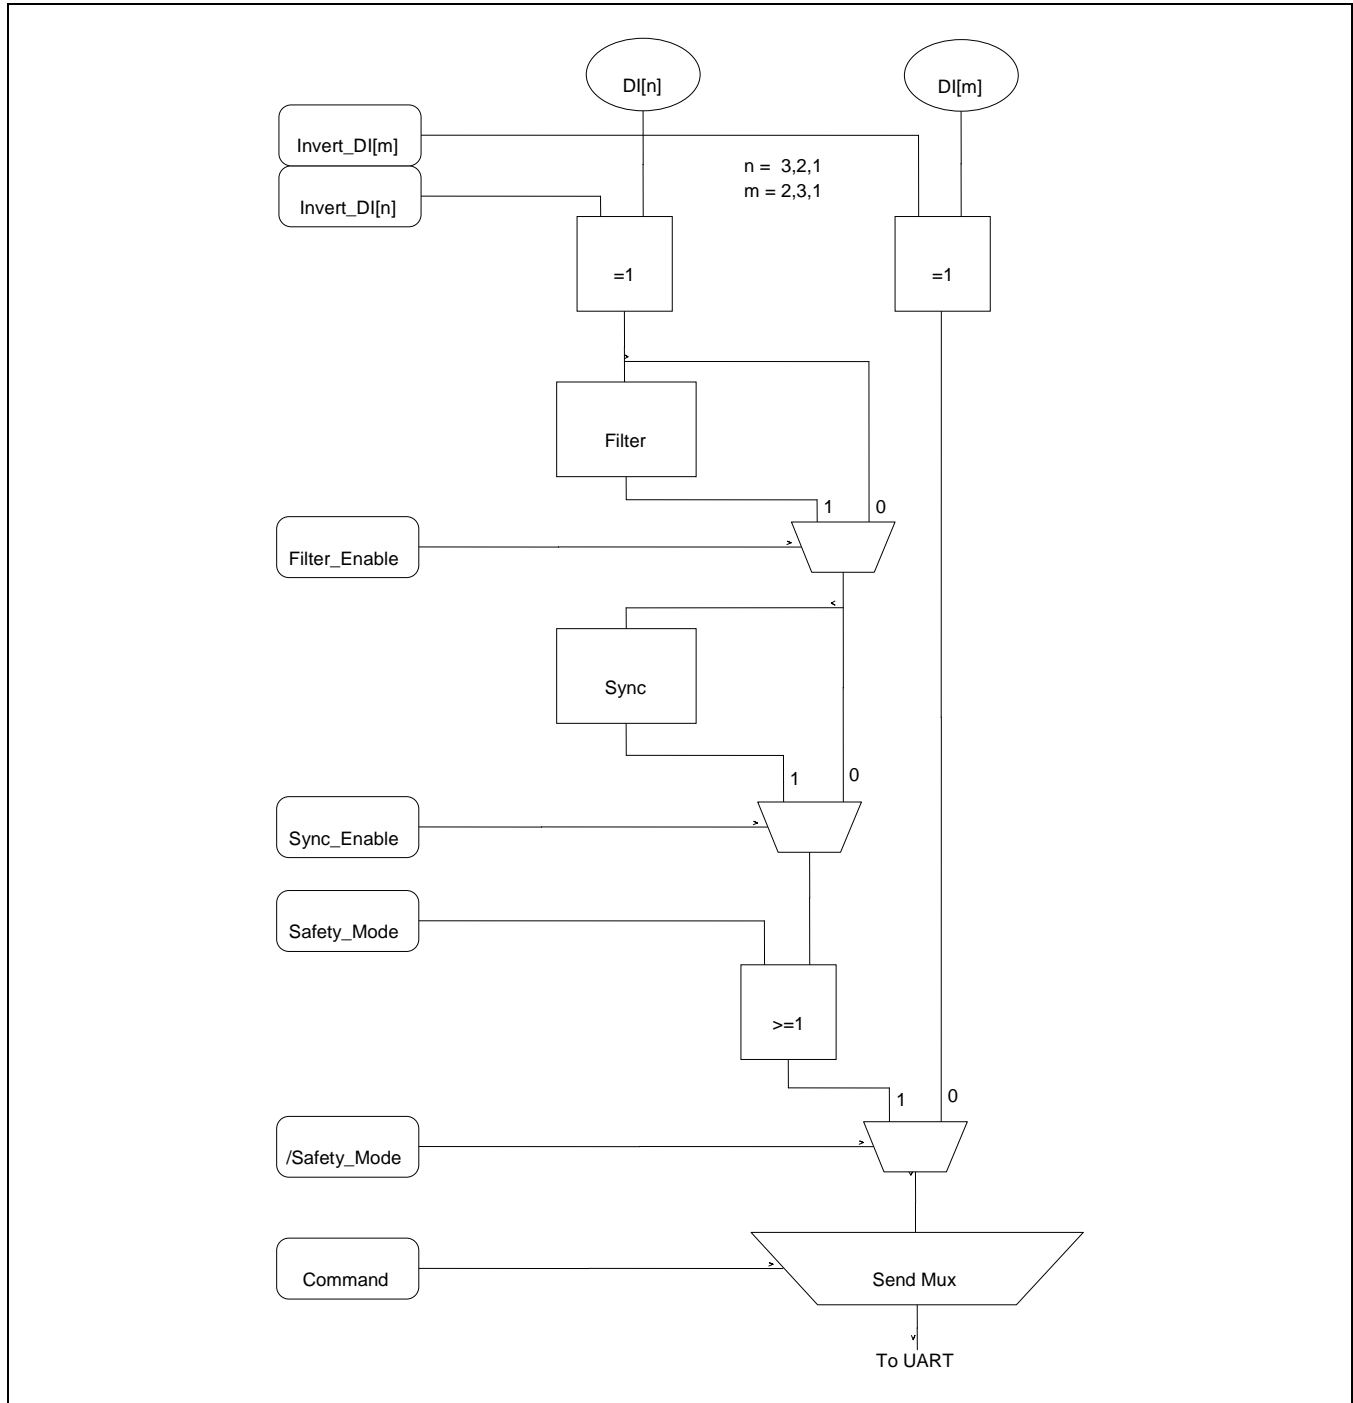 DI[n]
DI[m]
Invert_DI[m]
n = 3,2,1
m = 2,3,1
Invert_DI[n]
=1
=1
Filter
1
0
Filter_Enable
Sync
1
0
Sync_Enable
Safety_Mode
>=1
1
0
/Safety_Mode
Command
Send Mux
To UART